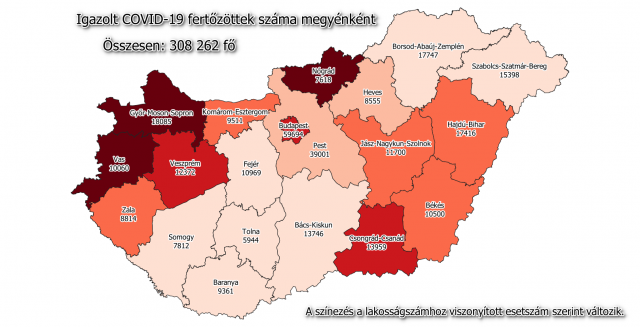 Igazolt COVID-19 fertőzöttek száma megyénként
Összesen: 308 262 fő
Borsod-Abaúj-Zemplén
17747
Szabolcs-Szatmár-Bereg
15398
Nógrád
7618
Heves
8555
Győr-Moson-Sopron
18085
Komárom-Esztergom
9511
Budapest
59694
Hajdú-Bihar
17416
Pest
39001
Jász-Nagykun-Szolnok
11700
Vas
10060
Veszprém
12372
Fejér
10969
Zala
8814
Békés
10500
Bács-Kiskun
13746
Tolna
5944
Somogy
7812
Csongrád-Csanád
13959
Baranya
9361
A színezés a lakosságszámhoz viszonyított esetszám szerint változik.